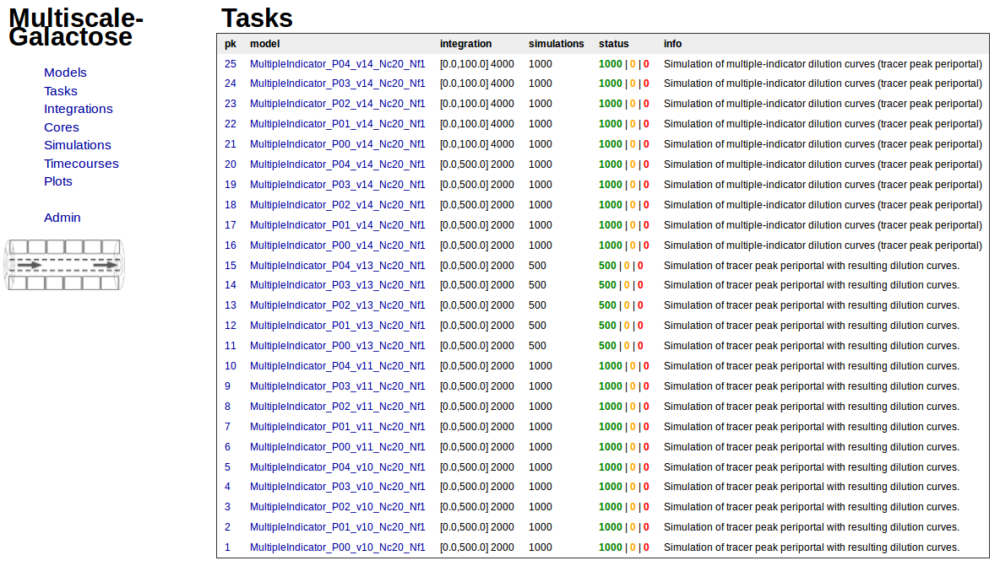 Multiscale-
Galactose
Models
Tasks
Integrations
Cores
Simulations
Timecourses
Plots
Admin
Tasks
pk model integration simulations status info
25 MultipleIndicator_P04_v14_Nc20_Nf1 [0.0,100.0] 4000 1000 1000 | 0 | 0 Simulation of multiple-indicator dilution curves (tracer peak periportal)
24 MultipleIndicator_P03_v14_Nc20_Nf1 [0.0,100.0] 4000 1000 1000 | 0 | 0 Simulation of multiple-indicator dilution curves (tracer peak periportal)
23 MultipleIndicator_P02_v14_Nc20_Nf1 [0.0,100.0] 4000 1000 1000 | 0 | 0 Simulation of multiple-indicator dilution curves (tracer peak periportal)
22 MultipleIndicator_P01_v14_Nc20_Nf1 [0.0,100.0] 4000 1000 1000 | 0 | 0 Simulation of multiple-indicator dilution curves (tracer peak periportal)
21 MultipleIndicator_P00_v14_Nc20_Nf1 [0.0,100.0] 4000 1000 1000 | 0 | 0 Simulation of multiple-indicator dilution curves (tracer peak periportal)
20 MultipleIndicator_P04_v14_Nc20_Nf1 [0.0,500.0] 2000 1000 1000 | 0 | 0 Simulation of multiple-indicator dilution curves (tracer peak periportal)
19 MultipleIndicator_P03_v14_Nc20_Nf1 [0.0,500.0] 2000 1000 1000 | 0 | 0 Simulation of multiple-indicator dilution curves (tracer peak periportal)
18 MultipleIndicator_P02_v14_Nc20_Nf1 [0.0,500.0] 2000 1000 1000 | 0 | 0 Simulation of multiple-indicator dilution curves (tracer peak periportal)
17 MultipleIndicator_P01_v14_Nc20_Nf1 [0.0,500.0] 2000 1000 1000 | 0 | 0 Simulation of multiple-indicator dilution curves (tracer peak periportal)
16 MultipleIndicator_P00_v14_Nc20_Nf1 [0.0,500.0] 2000 1000 1000 | 0 | 0 Simulation of multiple-indicator dilution curves (tracer peak periportal)
15 MultipleIndicator_P04_v13_Nc20_Nf1 [0.0,500.0] 2000 500 500 | 0 | 0 Simulation of tracer peak periportal with resulting dilution curves.
14 MultipleIndicator_P03_v13_Nc20_Nf1 [0.0,500.0] 2000 500 500 | 0 | 0 Simulation of tracer peak periportal with resulting dilution curves.
13 MultipleIndicator_P02_v13_Nc20_Nf1 [0.0,500.0] 2000 500 500 | 0 | 0 Simulation of tracer peak periportal with resulting dilution curves.
12 MultipleIndicator_P01_v13_Nc20_Nf1 [0.0,500.0] 2000 500 500 | 0 | 0 Simulation of tracer peak periportal with resulting dilution curves.
11 MultipleIndicator_P00_v13_Nc20_Nf1 [0.0,500.0] 2000 500 500 | 0 | 0 Simulation of tracer peak periportal with resulting dilution curves.
10 MultipleIndicator_P04_v11_Nc20_Nf1 [0.0,500.0] 2000 1000 1000 | 0 | 0 Simulation of tracer peak periportal with resulting dilution curves.
9 MultipleIndicator_P03_v11_Nc20_Nf1 [0.0,500.0] 2000 1000 1000 | 0 | 0 Simulation of tracer peak periportal with resulting dilution curves.
8 MultipleIndicator_P02_v11_Nc20_Nf1 [0.0,500.0] 2000 1000 1000 | 0 | 0 Simulation of tracer peak periportal with resulting dilution curves.
7 MultipleIndicator_P01_v11_Nc20_Nf1 [0.0,500.0] 2000 1000 1000 | 0 | 0 Simulation of tracer peak periportal with resulting dilution curves.
6 MultipleIndicator_P00_v11_Nc20_Nf1 [0.0,500.0] 2000 1000 1000 | 0 | 0 Simulation of tracer peak periportal with resulting dilution curves.
5 MultipleIndicator_P04_v10_Nc20_Nf1 [0.0,500.0] 2000 1000 1000 | 0 | 0 Simulation of tracer peak periportal with resulting dilution curves.
4 MultipleIndicator_P03_v10_Nc20_Nf1 [0.0,500.0] 2000 1000 1000 | 0 | 0 Simulation of tracer peak periportal with resulting dilution curves.
3 MultipleIndicator_P02_v10_Nc20_Nf1 [0.0,500.0] 2000 1000 1000 | 0 | 0 Simulation of tracer peak periportal with resulting dilution curves.
2 MultipleIndicator_P01_v10_Nc20_Nf1 [0.0,500.0] 2000 1000 1000 | 0 | 0 Simulation of tracer peak periportal with resulting dilution curves.
1 MultipleIndicator_P00_v10_Nc20_Nf1 [0.0,500.0] 2000 1000 1000 | 0 | 0 Simulation of tracer peak periportal with resulting dilution curves.